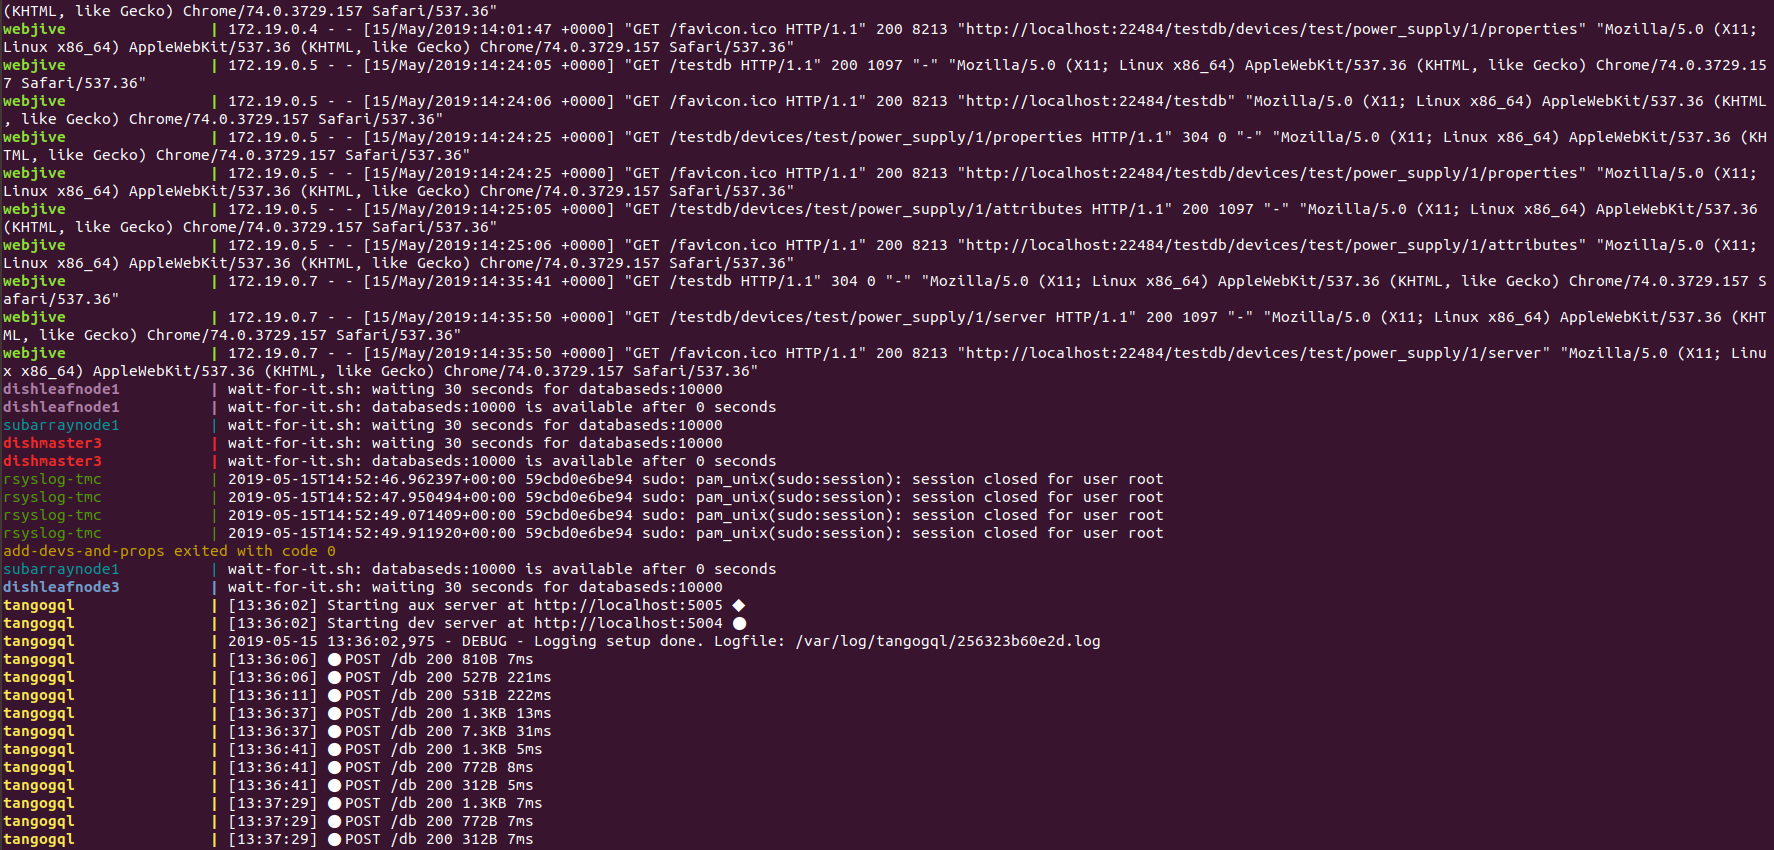 (KHTML, like Gecko) Chrome/74.0.3729.157 Safari/537.36"
webjive | 172.19.0.4 - - [15/May/2019:14:01:47 +0000] "GET /favicon.ico HTTP/1.1" 200 8213 "http://localhost:22484/testdb/devices/test/power_supply/1/properties" "Mozilla/5.0 (X11;
Linux x86_64) AppleWebKit/537.36 (KHTML, like Gecko) Chrome/74.0.3729.157 Safari/537.36"
webjive | 172.19.0.5 - - [15/May/2019:14:24:05 +0000] "GET /testdb HTTP/1.1" 200 1097 "-" "Mozilla/5.0 (X11; Linux x86_64) AppleWebKit/537.36 (KHTML, like Gecko) Chrome/74.0.3729.15
7 Safari/537.36"
webjive | 172.19.0.5 - - [15/May/2019:14:24:06 +0000] "GET /favicon.ico HTTP/1.1" 200 8213 "http://localhost:22484/testdb" "Mozilla/5.0 (X11; Linux x86_64) AppleWebKit/537.36 (KHTML
, like Gecko) Chrome/74.0.3729.157 Safari/537.36"
webjive | 172.19.0.5 - - [15/May/2019:14:24:25 +0000] "GET /testdb/devices/test/power_supply/1/properties HTTP/1.1" 304 0 "-" "Mozilla/5.0 (X11; Linux x86_64) AppleWebKit/537.36 (KH
TML, like Gecko) Chrome/74.0.3729.157 Safari/537.36"
webjive | 172.19.0.5 - - [15/May/2019:14:24:25 +0000] "GET /favicon.ico HTTP/1.1" 200 8213 "http://localhost:22484/testdb/devices/test/power_supply/1/properties" "Mozilla/5.0 (X11;
Linux x86_64) AppleWebKit/537.36 (KHTML, like Gecko) Chrome/74.0.3729.157 Safari/537.36"
webjive | 172.19.0.5 - - [15/May/2019:14:25:05 +0000] "GET /testdb/devices/test/power_supply/1/attributes HTTP/1.1" 200 1097 "-" "Mozilla/5.0 (X11; Linux x86_64) AppleWebKit/537.36
(KHTML, like Gecko) Chrome/74.0.3729.157 Safari/537.36"
webjive | 172.19.0.5 - - [15/May/2019:14:25:06 +0000] "GET /favicon.ico HTTP/1.1" 200 8213 "http://localhost:22484/testdb/devices/test/power_supply/1/attributes" "Mozilla/5.0 (X11;
Linux x86_64) AppleWebKit/537.36 (KHTML, like Gecko) Chrome/74.0.3729.157 Safari/537.36"
webjive | 172.19.0.7 - - [15/May/2019:14:35:41 +0000] "GET /testdb HTTP/1.1" 304 0 "-" "Mozilla/5.0 (X11; Linux x86_64) AppleWebKit/537.36 (KHTML, like Gecko) Chrome/74.0.3729.157 S
afari/537.36"
webjive | 172.19.0.7 - - [15/May/2019:14:35:50 +0000] "GET /testdb/devices/test/power_supply/1/server HTTP/1.1" 200 1097 "-" "Mozilla/5.0 (X11; Linux x86_64) AppleWebKit/537.36 (KHT
ML, like Gecko) Chrome/74.0.3729.157 Safari/537.36"
webjive | 172.19.0.7 - - [15/May/2019:14:35:50 +0000] "GET /favicon.ico HTTP/1.1" 200 8213 "http://localhost:22484/testdb/devices/test/power_supply/1/server" "Mozilla/5.0 (X11; Linu
x x86_64) AppleWebKit/537.36 (KHTML, like Gecko) Chrome/74.0.3729.157 Safari/537.36"
dishleafnode1 | wait-for-it.sh: waiting 30 seconds for databaseds:10000
dishleafnode1 | wait-for-it.sh: databaseds:10000 is available after 0 seconds
subarraynode1 | wait-for-it.sh: waiting 30 seconds for databaseds:10000
dishmaster3 | wait-for-it.sh: waiting 30 seconds for databaseds:10000
dishmaster3 | wait-for-it.sh: databaseds:10000 is available after 0 seconds
rsyslog-tmc | 2019-05-15T14:52:46.962397+00:00 59cbd0e6be94 sudo: pam_unix(sudo:session): session closed for user root
rsyslog-tmc | 2019-05-15T14:52:47.950494+00:00 59cbd0e6be94 sudo: pam_unix(sudo:session): session closed for user root
rsyslog-tmc | 2019-05-15T14:52:49.071409+00:00 59cbd0e6be94 sudo: pam_unix(sudo:session): session closed for user root
rsyslog-tmc | 2019-05-15T14:52:49.911920+00:00 59cbd0e6be94 sudo: pam_unix(sudo:session): session closed for user root
add-devs-and-props exited with code 0
subarraynode1 | wait-for-it.sh: databaseds:10000 is available after 0 seconds
dishleafnode3 | wait-for-it.sh: waiting 30 seconds for databaseds:10000
tangogql | [13:36:02] Starting aux server at http://localhost:5005 ◆
tangogql | [13:36:02] Starting dev server at http://localhost:5004 ●
tangogql | 2019-05-15 13:36:02,975 - DEBUG - Logging setup done. Logfile: /var/log/tangogql/256323b60e2d.log
tangogql | [13:36:06] ●POST /db 200 810B 7ms
tangogql | [13:36:06] ●POST /db 200 527B 221ms
tangogql | [13:36:11] ●POST /db 200 531B 222ms
tangogql | [13:36:37] ●POST /db 200 1.3KB 13ms
tangogql | [13:36:37] ●POST /db 200 7.3KB 31ms
tangogql | [13:36:41] ●POST /db 200 1.3KB 5ms
tangogql | [13:36:41] ●POST /db 200 772B 8ms
tangogql | [13:36:41] ●POST /db 200 312B 5ms
tangogql | [13:37:29] ●POST /db 200 1.3KB 7ms
tangogql | [13:37:29] ●POST /db 200 772B 7ms
tangogql | [13:37:29] ●POST /db 200 312B 7ms